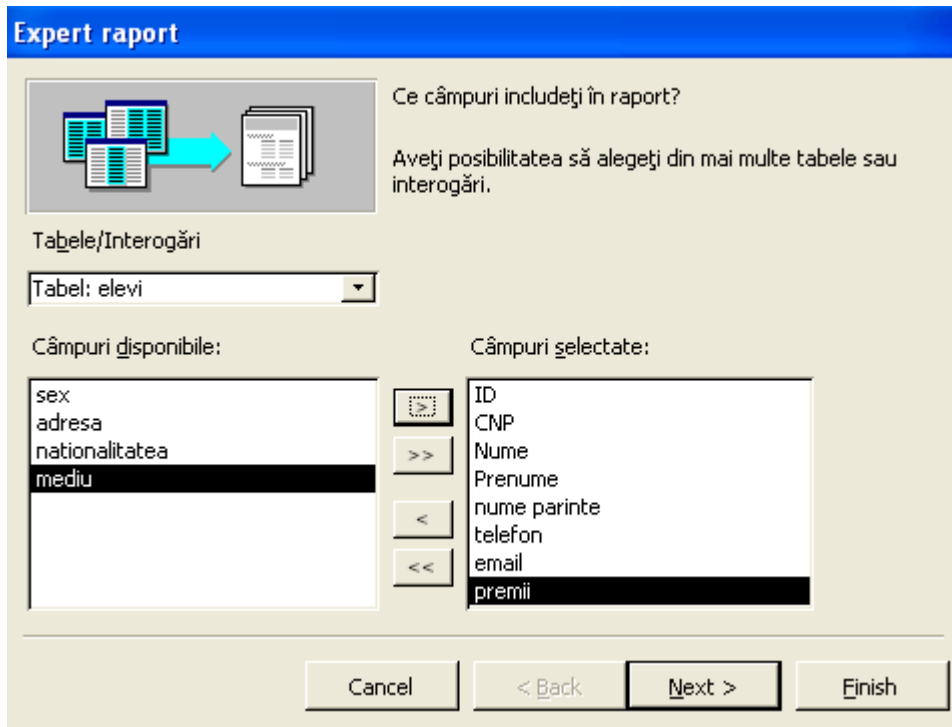 Expert raport
Ce câmpuri includeţi în raport?
Aveţi posibilitatea să alegeţi din mai multe tabele sau
interogări.
Tabele/Interogări
Tabel: elevi
Câmpuri disponibile:
sex
adresa
nationalitatea
mediu
>
>>
<
<<
Câmpuri selectate:
ID
CNP
Nume
Prenume
nume parinte
telefon
email
premii
Cancel
< Back
Next >
Finish